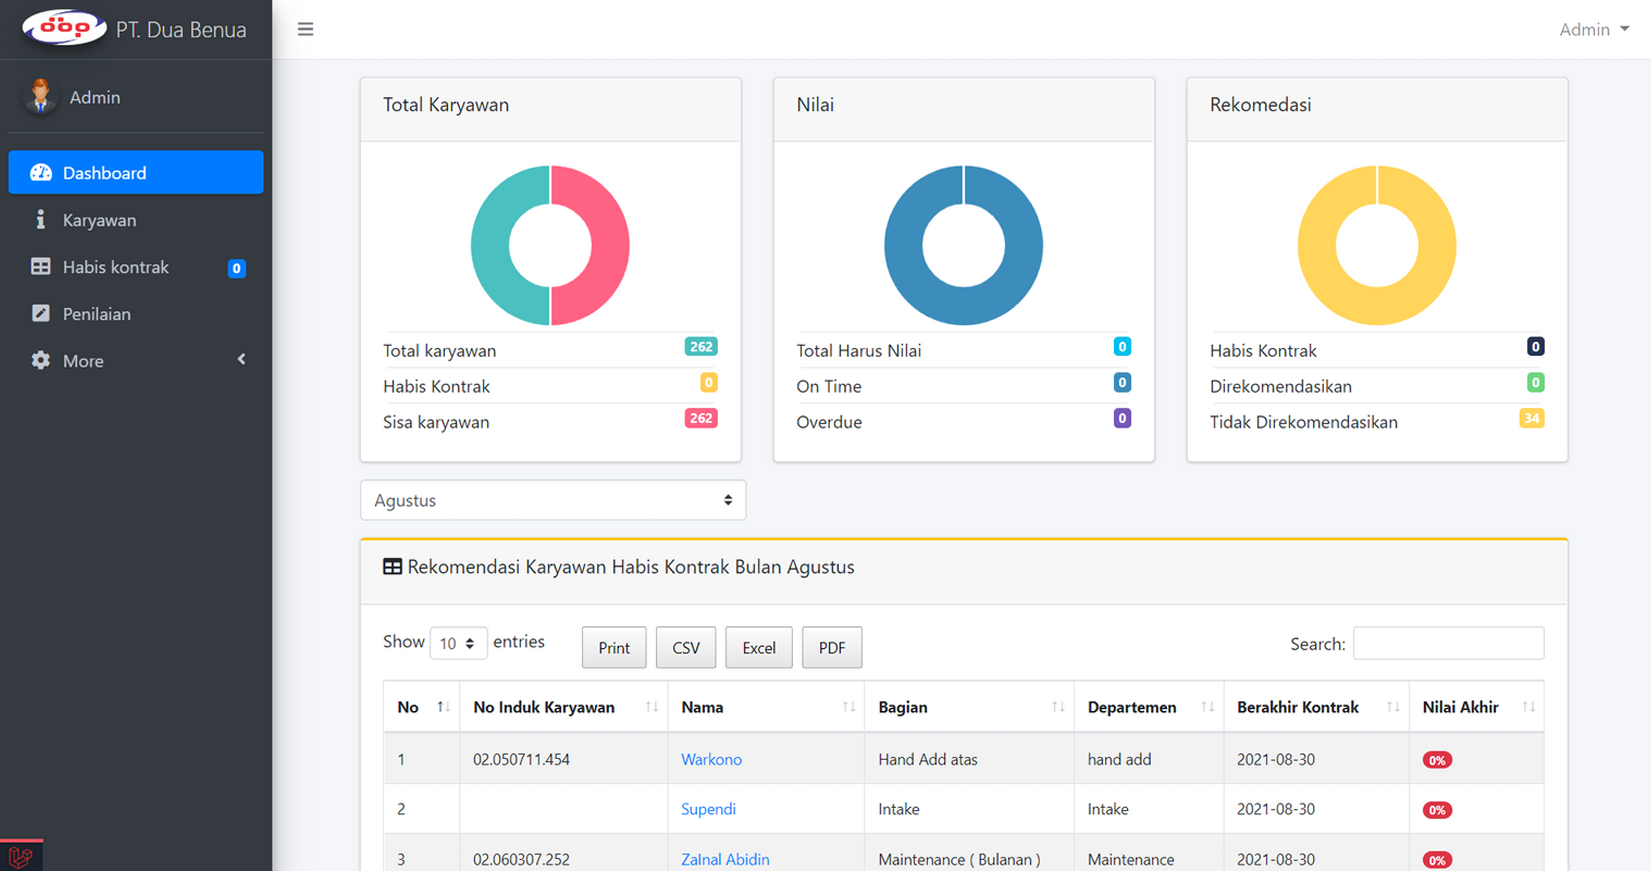 ööp PT. Dua Benua
Admin
Admin
Dashboard
Karyawan
Habis kontrak 0
Penilaian
More
Total Karyawan
Total karyawan 262
Habis Kontrak 0
Sisa karyawan 262
Nilai
Total Harus Nilai 0
On Time 0
Overdue 0
Rekomedasi
Habis Kontrak 0
Direkomendasikan 0
Tidak Direkomendasikan 34
Agustus
Rekomendasi Karyawan Habis Kontrak Bulan Agustus
Show 10 entries Print CSV Excel PDF Search:
No No Induk Karyawan Nama Bagian Departemen Berakhir Kontrak Nilai Akhir
1 02.050711.454 Warkono Hand Add atas hand add 2021-08-30 0%
2 Supendi Intake Intake 2021-08-30 0%
3 02.060307.252 ZaInal Abidin Maintenance ( Bulanan ) Maintenance 2021-08-30 0%